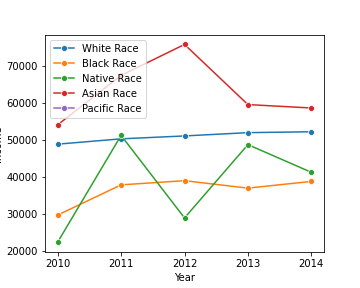 White Race
Black Race
Native Race
Asian Race
Pacific Race
70000
60000
50000
40000
30000
20000
2010 2011 2012 2013 2014
Year